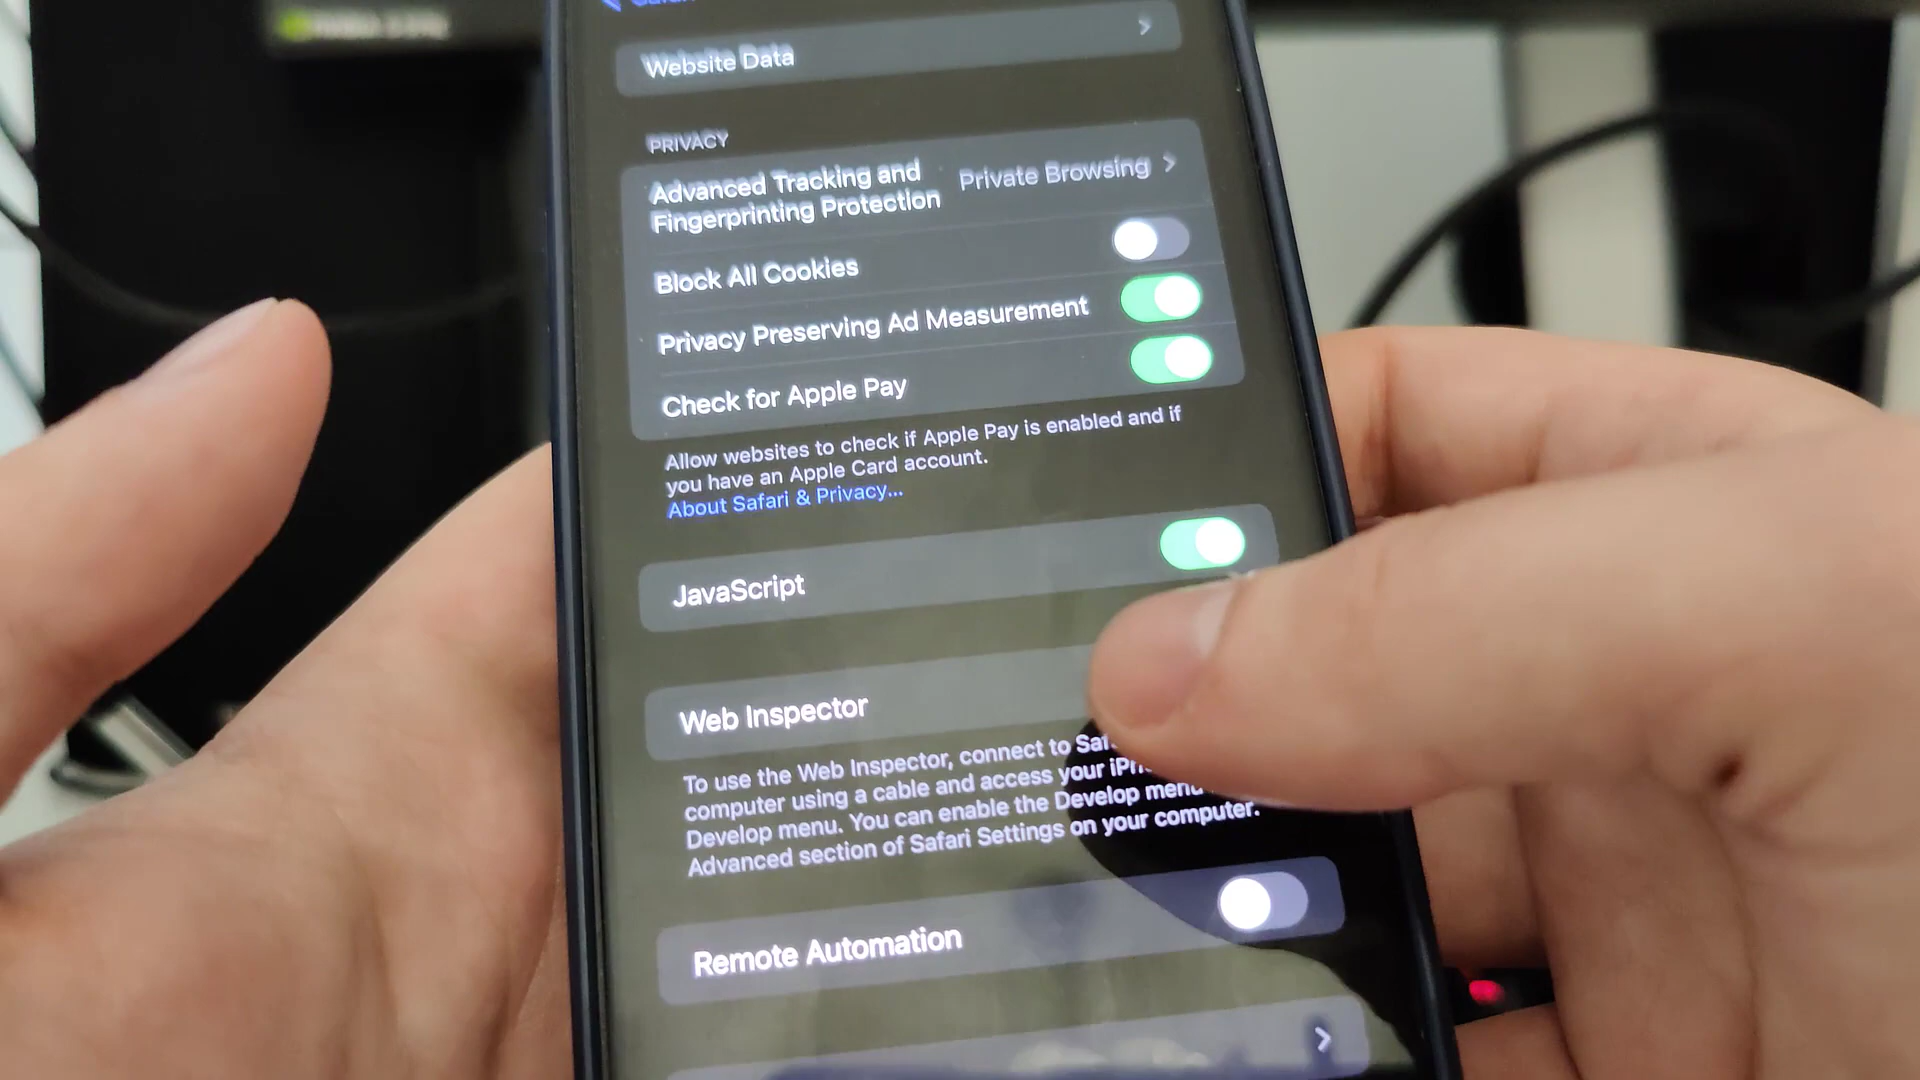 Website Data
PRIVACY
Advanced Tracking and
Fingerprinting Protection
Private Browsing
Block All Cookies
Privacy Preserving Ad Measurement
Check for Apple Pay
Allow websites to check if Apple Pay is enabled and if
you have an Apple Card account.
About Safari & Privacy...
JavaScript
Web Inspector
To use the Web Inspector, connect to
computer using a cable and access your
Develop menu. You can enable the Develop menu
Advanced section of Safari Settings on your computer.
Remote Automation